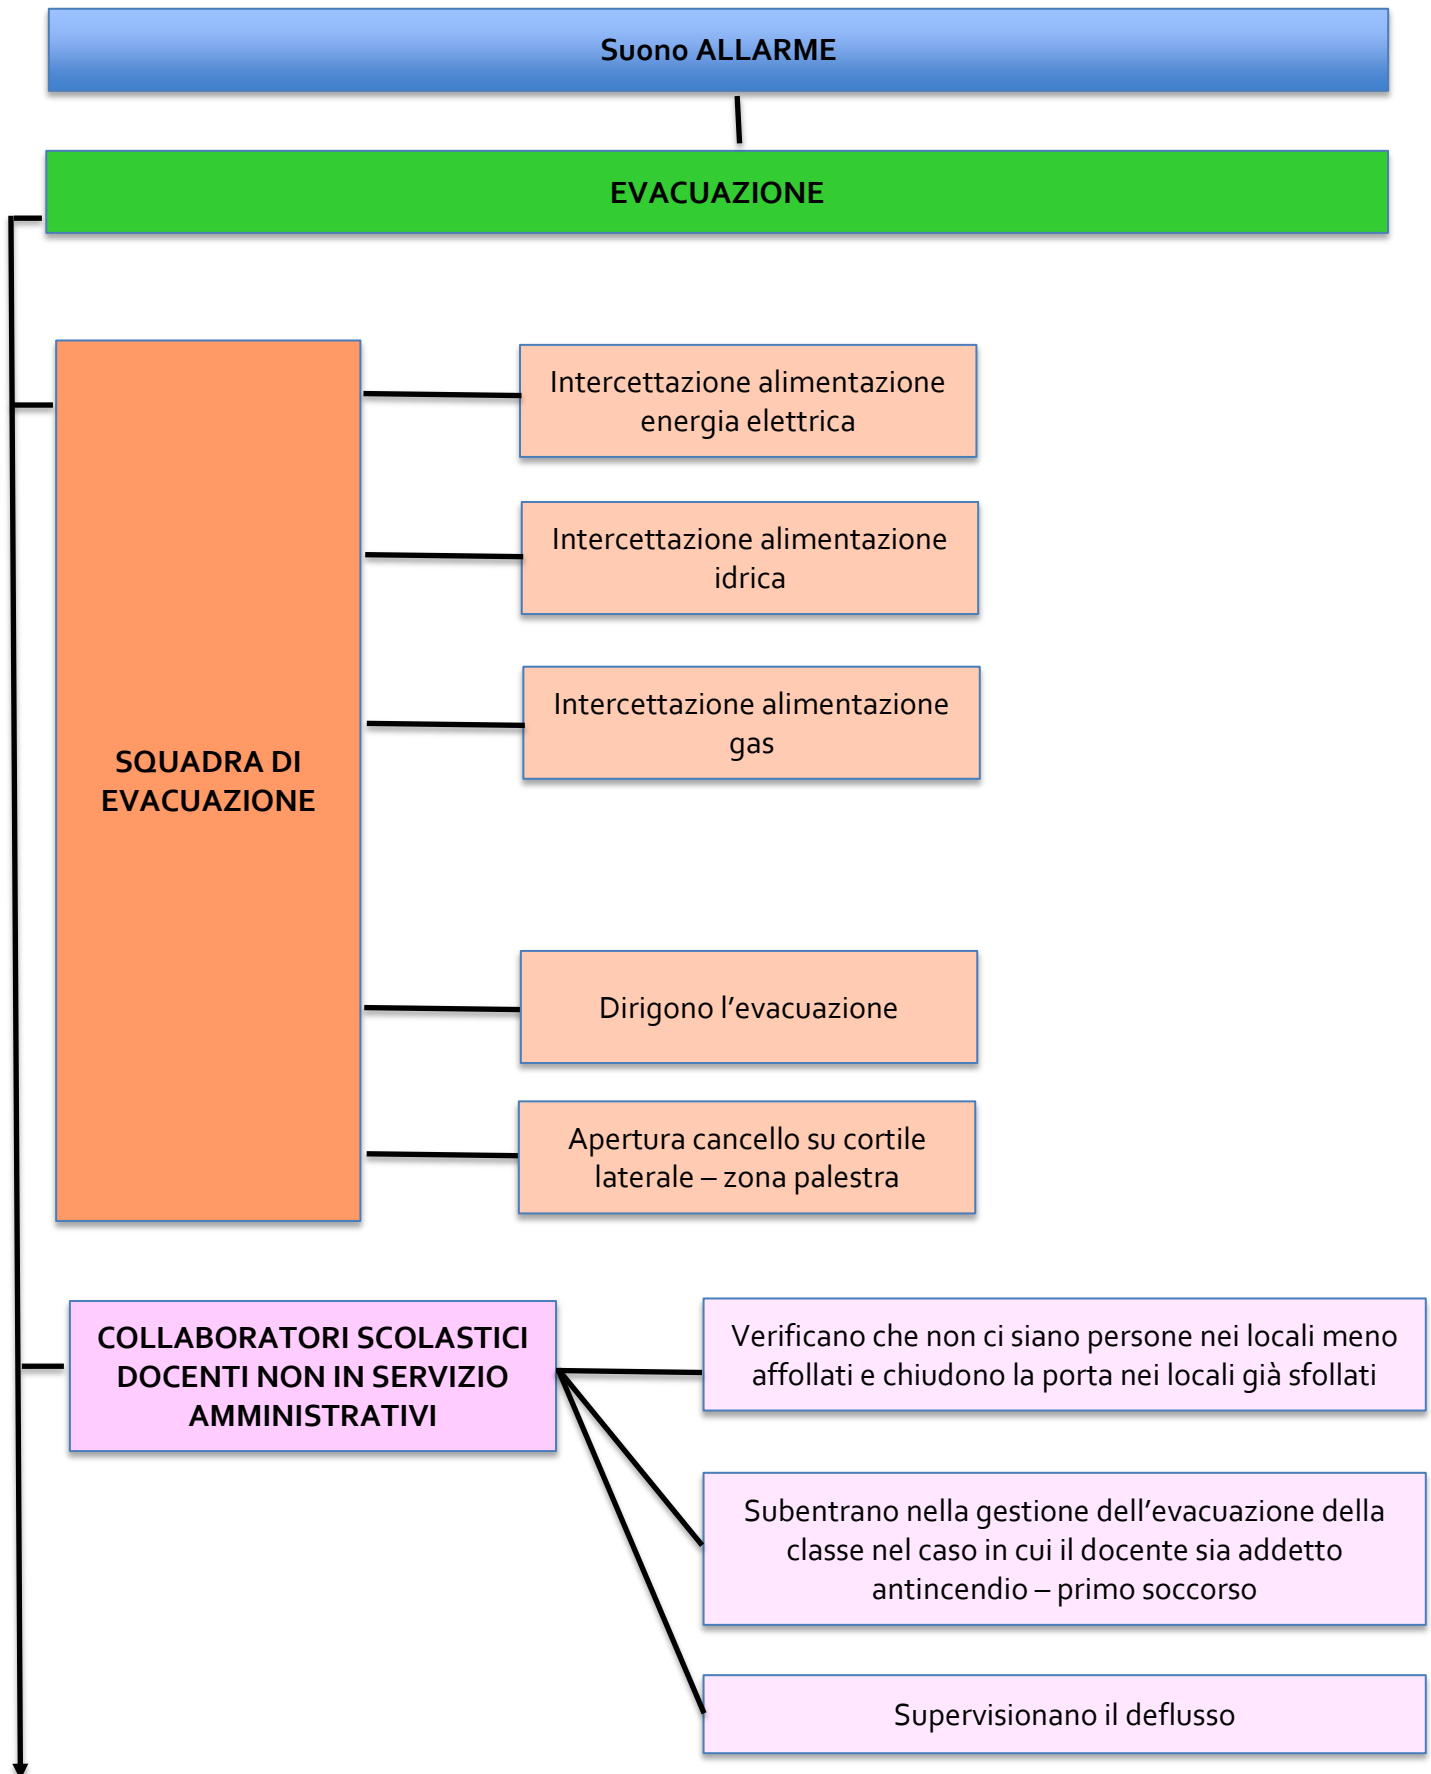 Suono ALLARME
EVACUAZIONE
SQUADRA DI
EVACUAZIONE
Intercettazione alimentazione
energia elettrica
Intercettazione alimentazione
idrica
Intercettazione alimentazione
gas
Dirigono l’evacuazione
Apertura cancello su cortile
laterale – zona palestra
COLLABORATORI SCOLASTICI
DOCENTI NON IN SERVIZIO
AMMINISTRATIVI
Verificano che non ci siano persone nei locali meno
affollati e chiudono la porta nei locali già sfollati
Subentrano nella gestione dell’evacuazione della
classe nel caso in cui il docente sia addetto
antincendio – primo soccorso
Supervisionano il deflusso